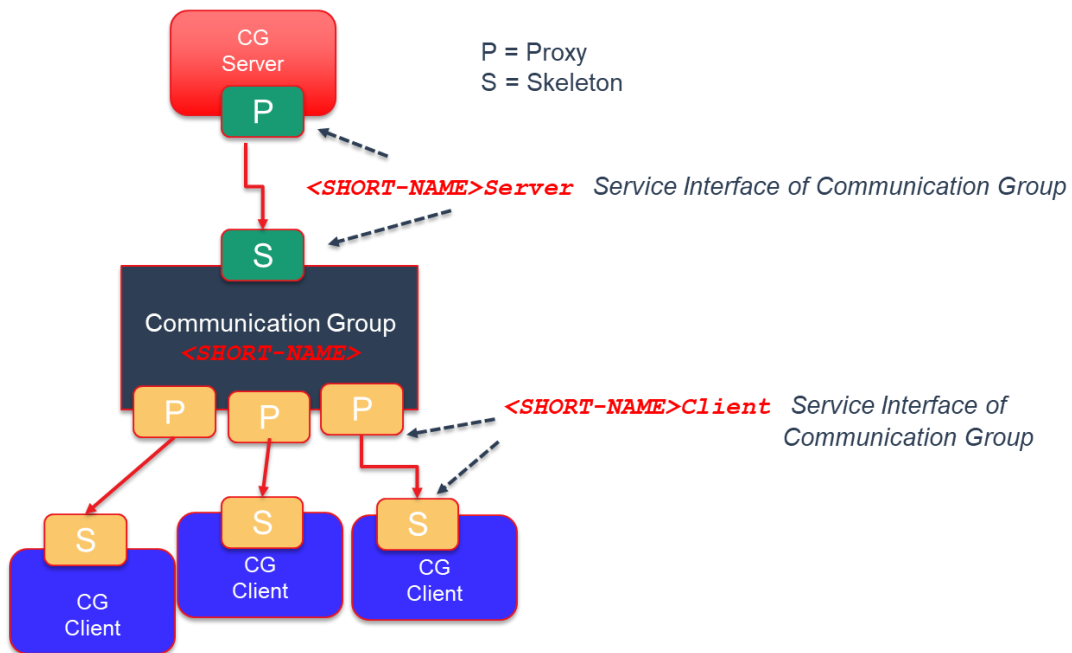 CG
Server
P
P = Proxy
S = Skeleton
<SHORT-NAME>Server Service Interface of Communication Group
S
Communication Group
<SHORT-NAME>
P
P
P
<SHORT-NAME>Client Service Interface of
Communication Group
S
S
S
CG
Client
CG
Client
CG
Client